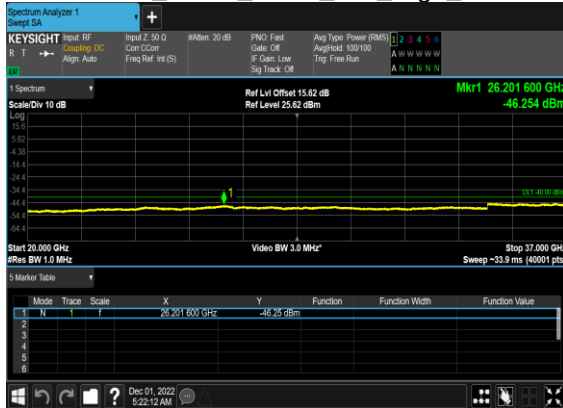 Spectrum Analyzer 1
Swept SA
+
KEYSIGHT Input: RF Input Z: 50 Ω #Atten: 20 dB PNO: Fast Avg Type: Power (RMS) 1 2 3 4 5 6
R T Coupling: DC Corr CCorr Gate: Off Avg|Hold: 100/100 A W W W W W
Align: Auto Freq Ref: Int (S) IF Gain: Low Trig: Free Run
Sig Track: Off A N N N N N
LW
1 Spectrum Ref Lvl Offset 15.62 dB Mkr1 26.201 600 GHz
Scale/Div 10 dB Ref Level 25.62 dBm -46.254 dBm
Log
15.6
5.62
-4.38
-14.4
-24.4
-34.4 1 DL1 -40.00 dBm
-44.4
-54.4
-64.4
Start 20.000 GHz Video BW 3.0 MHz* Stop 37.000 GHz
#Res BW 1.0 MHz Sweep ~33.9 ms (40001 pts)
5 Marker Table
Mode Trace Scale X Y Function Function Width Function Value
1 N 1 f 26.201 600 GHz -46.25 dBm
2
3
4
5
6
? Dec 01, 2022
5:22:12 AM